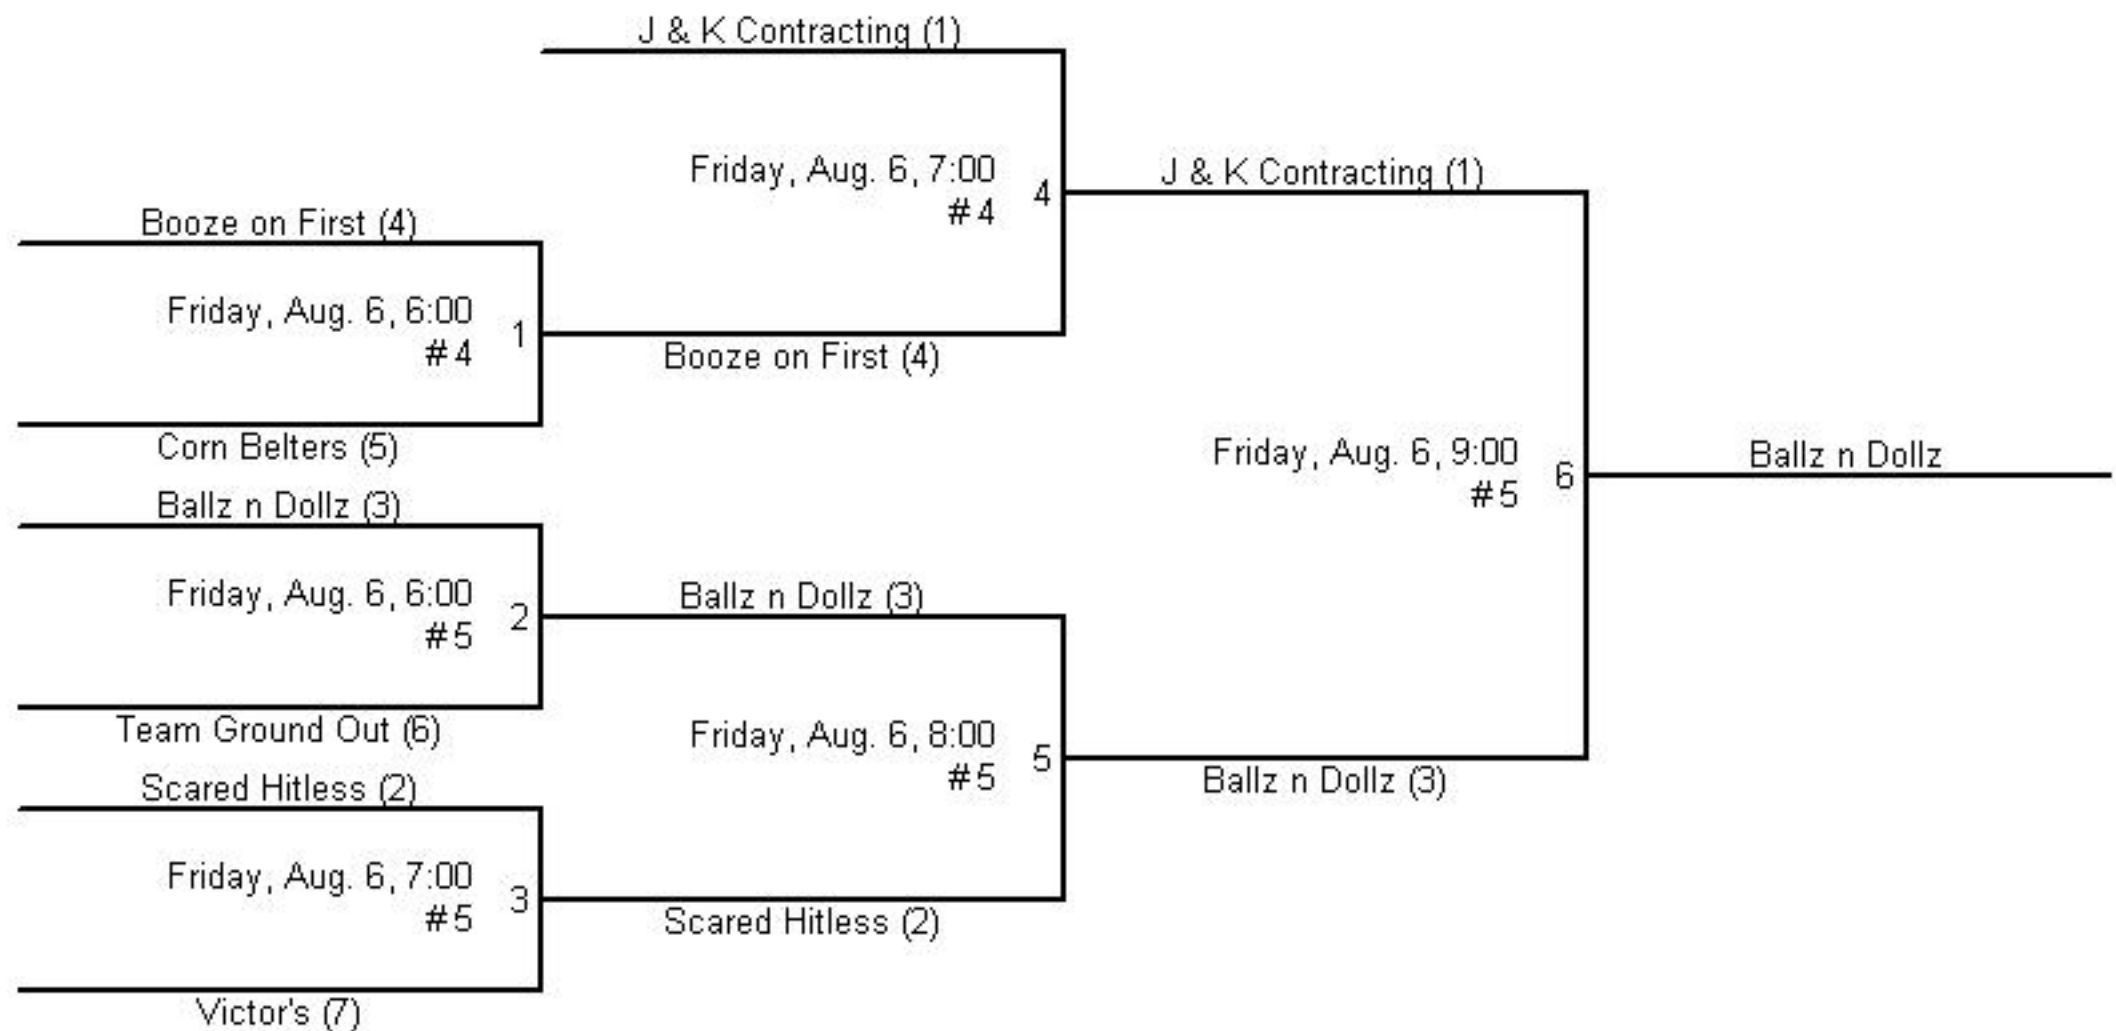 J & K Contracting (1)
Friday, Aug. 6, 7:00
#4
4
J & K Contracting (1)
Booze on First (4)
Friday, Aug. 6, 6:00
#4
1
Booze on First (4)
Corn Belters (5)
Friday, Aug. 6, 9:00
#5
6
Ballz n Dollz
Ballz n Dollz (3)
Friday, Aug. 6, 6:00
#5
2
Ballz n Dollz (3)
Team Ground Out (6)
Friday, Aug. 6, 8:00
#5
5
Ballz n Dollz (3)
Scared Hitless (2)
Friday, Aug. 6, 7:00
#5
3
Scared Hitless (2)
Victor's (7)